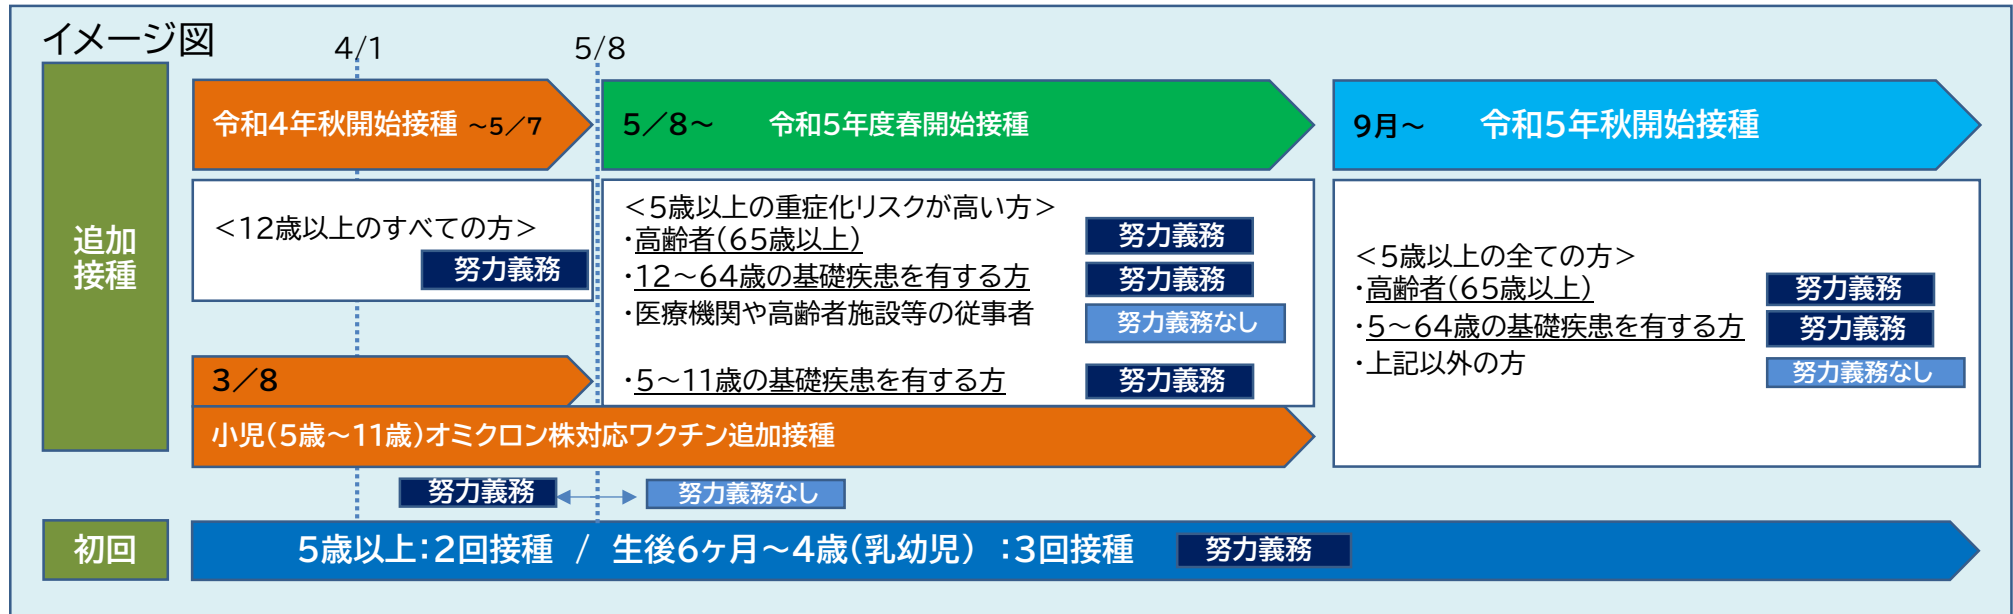 イメージ図
4/1
5/8
追加
接種
令和4年秋開始接種 ~5/7
5/8~ 令和5年度春開始接種
9月~ 令和5年秋開始接種
<12歳以上のすべての方>
努力義務
<5歳以上の重症化リスクが高い方>
・高齢者(65歳以上) 努力義務
・12~64歳の基礎疾患を有する方 努力義務
・医療機関や高齢者施設等の従事者 努力義務なし
・5~11歳の基礎疾患を有する方 努力義務
<5歳以上の全ての方>
・高齢者(65歳以上) 努力義務
・5~64歳の基礎疾患を有する方 努力義務
・上記以外の方 努力義務なし
3/8
小児(5歳~11歳)オミクロン株対応ワクチン追加接種
努力義務 努力義務なし
初回
5歳以上:2回接種 / 生後6ヶ月~4歳(乳幼児) :3回接種 努力義務